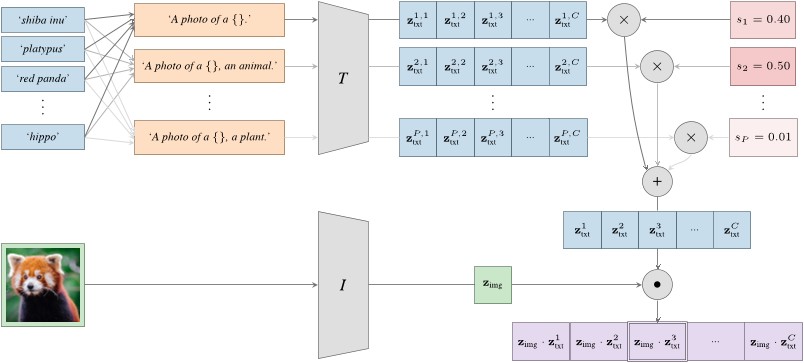 ‘shiba inu’
‘platypus’
‘red panda’
⋮
‘hippo’
‘A photo of a {}.’
‘A photo of a {}, an animal.’
⋮
‘A photo of a {}, a plant.’
T
z_txt^{1,1} z_txt^{1,2} z_txt^{1,3} ... z_txt^{1,C}
z_txt^{2,1} z_txt^{2,2} z_txt^{2,3} ... z_txt^{2,C}
⋮
z_txt^{P,1} z_txt^{P,2} z_txt^{P,3} ... z_txt^{P,C}
×
×
×
s_1 = 0.40
s_2 = 0.50
⋮
s_P = 0.01
+
z_txt^1 z_txt^2 z_txt^3 ... z_txt^C
I
z_img
•
z_img · z_txt^1 z_img · z_txt^2 z_img · z_txt^3 ... z_img · z_txt^C